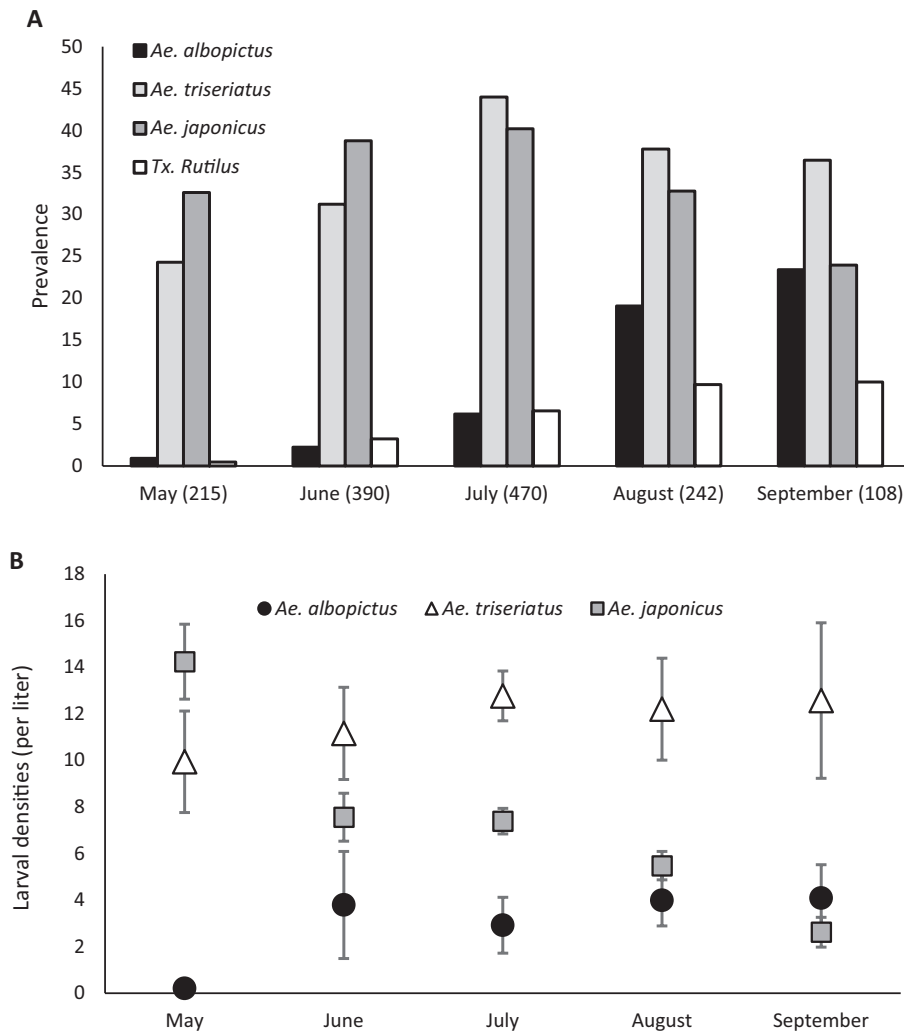 A
50
45
40
35
30
25
20
15
10
5
0
Prevalence
Ae. albopictus
Ae. triseriatus
Ae. japonicus
Tx. Rutilus
May (215) June (390) July (470) August (242) September (108)
B
18
16
14
12
10
8
6
4
2
0
Larval densities (per liter)
Ae. albopictus Ae. triseriatus Ae. japonicus
May June July August September